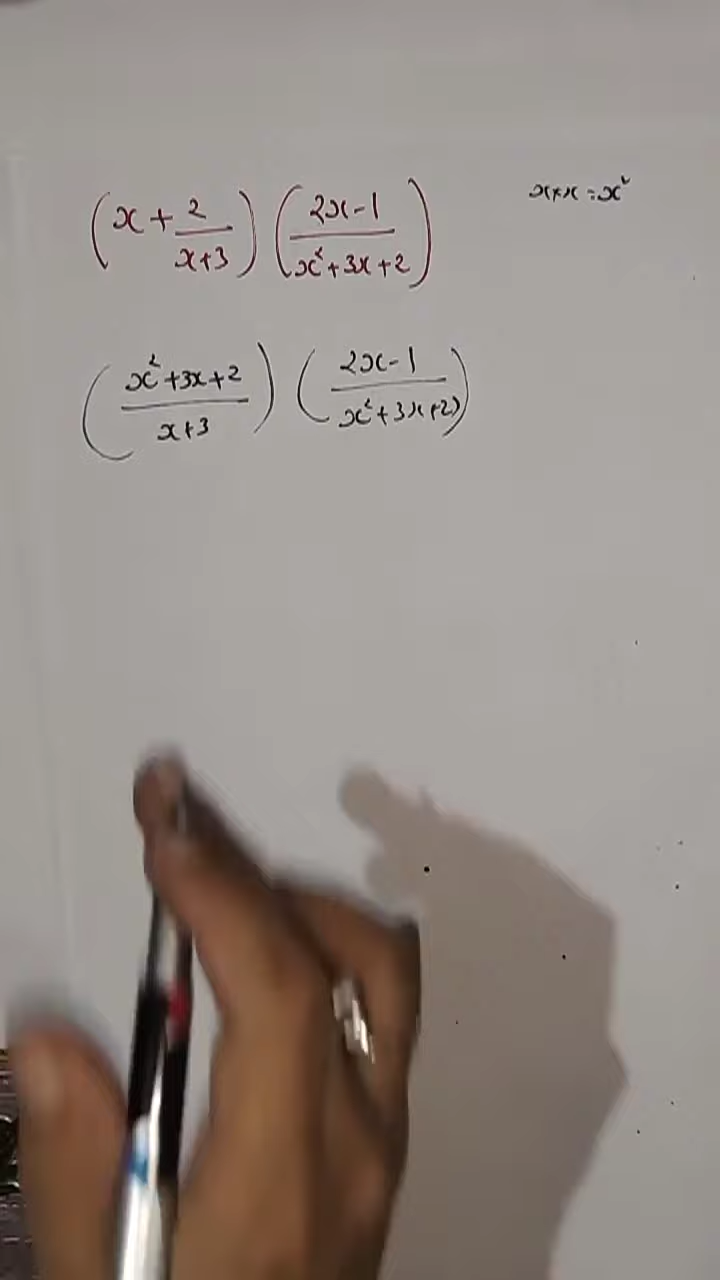 (x + 2/(x+3)) ((2x-1)/(x²+3x+2))
x*x = x²
((x²+3x+2)/(x+3)) ((2x-1)/(x²+3x+2))